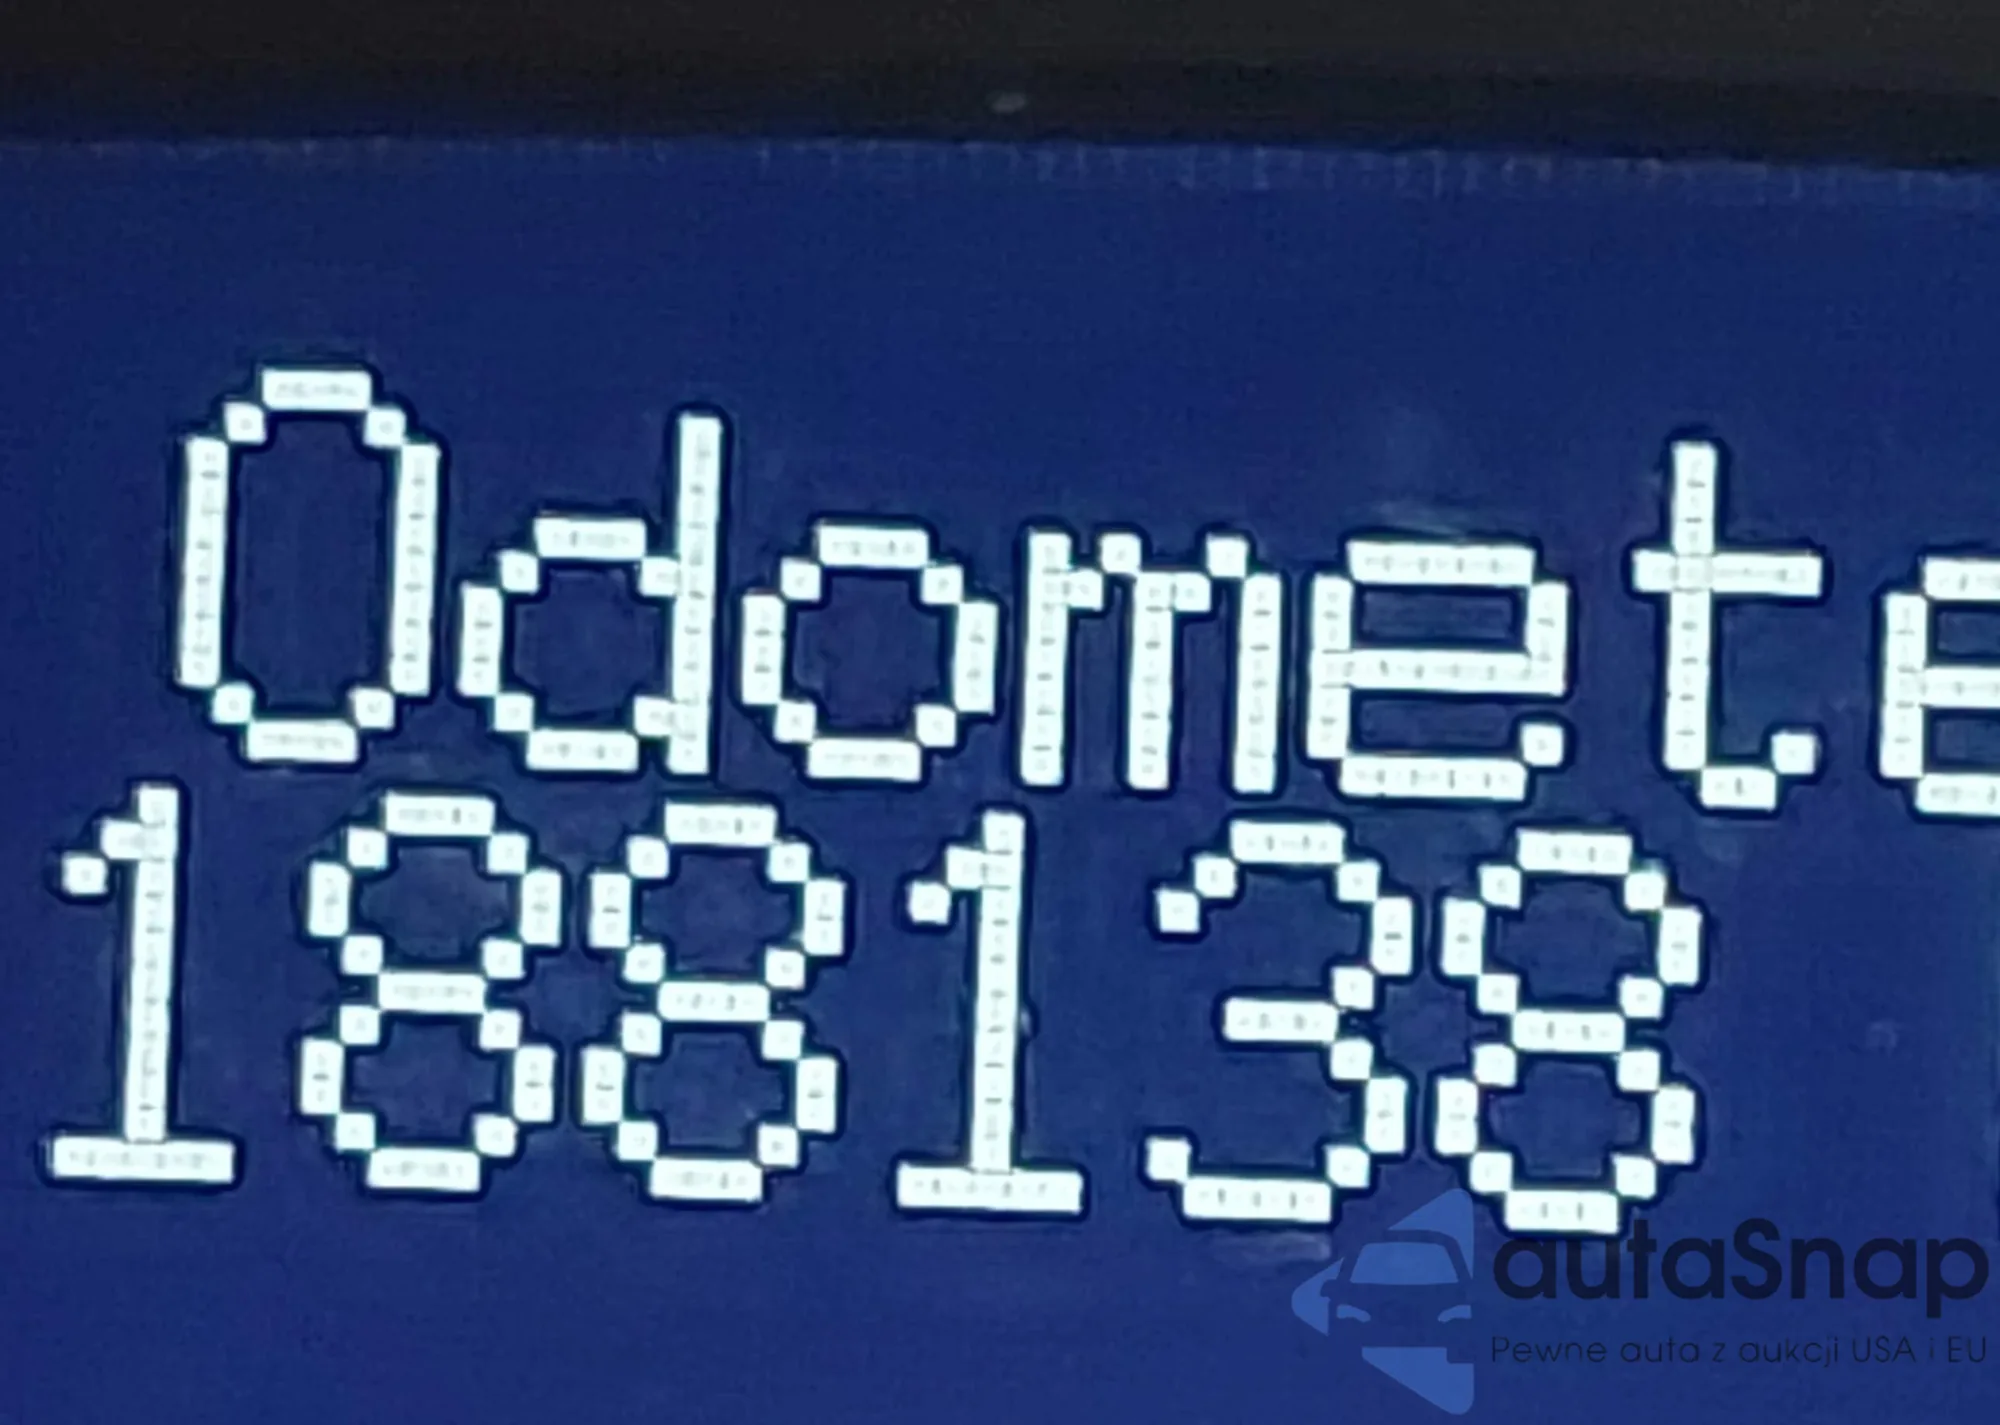 Odomete
188138
autaSnap
Pewne auta z aukcji USA i EU